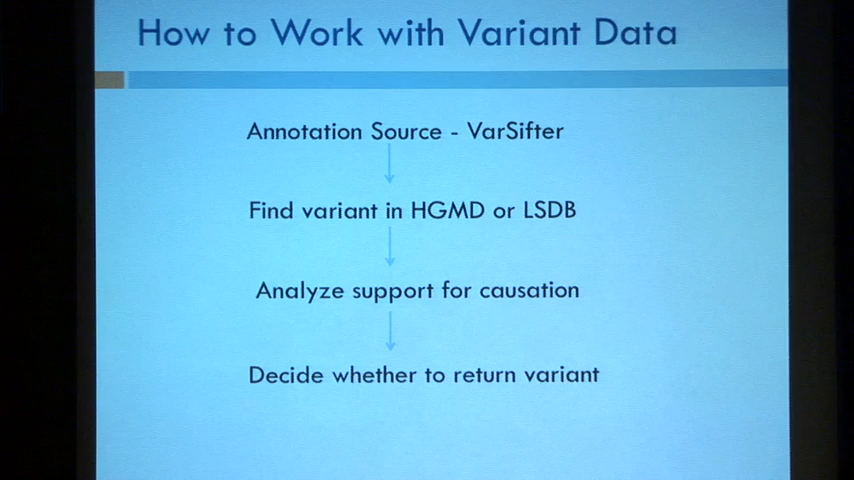 How to Work with Variant Data
Annotation Source - VarSifter
Find variant in HGMD or LSDB
Analyze support for causation
Decide whether to return variant